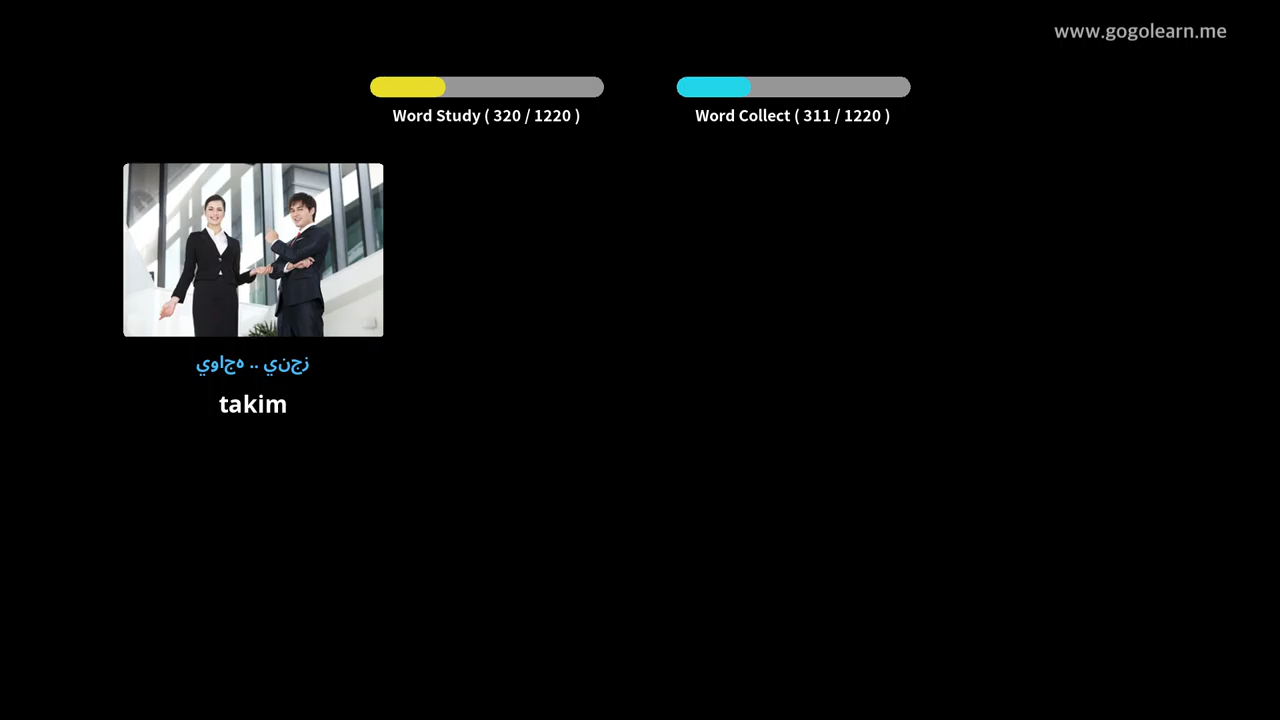 www.gogolearn.me
Word Study ( 320 / 1220 )
Word Collect ( 311 / 1220 )
زجني .. هجاوي
takim